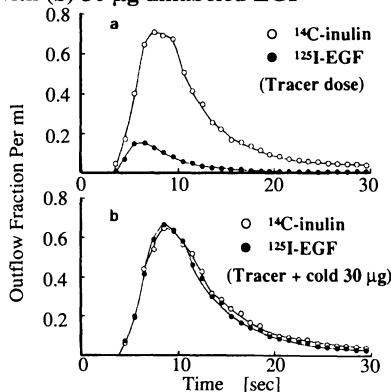 with (b) 30 µg unlabeled EGF
0.8
a
○ ¹⁴C-inulin
● ¹²⁵I-EGF
(Tracer dose)
0.6
0.4
0.2
0
10
20
30
0.8
b
○ ¹⁴C-inulin
● ¹²⁵I-EGF
(Tracer + cold 30 µg)
0.6
0.4
0.2
0
10
20
30
Outflow Fraction Per ml
Time [sec]